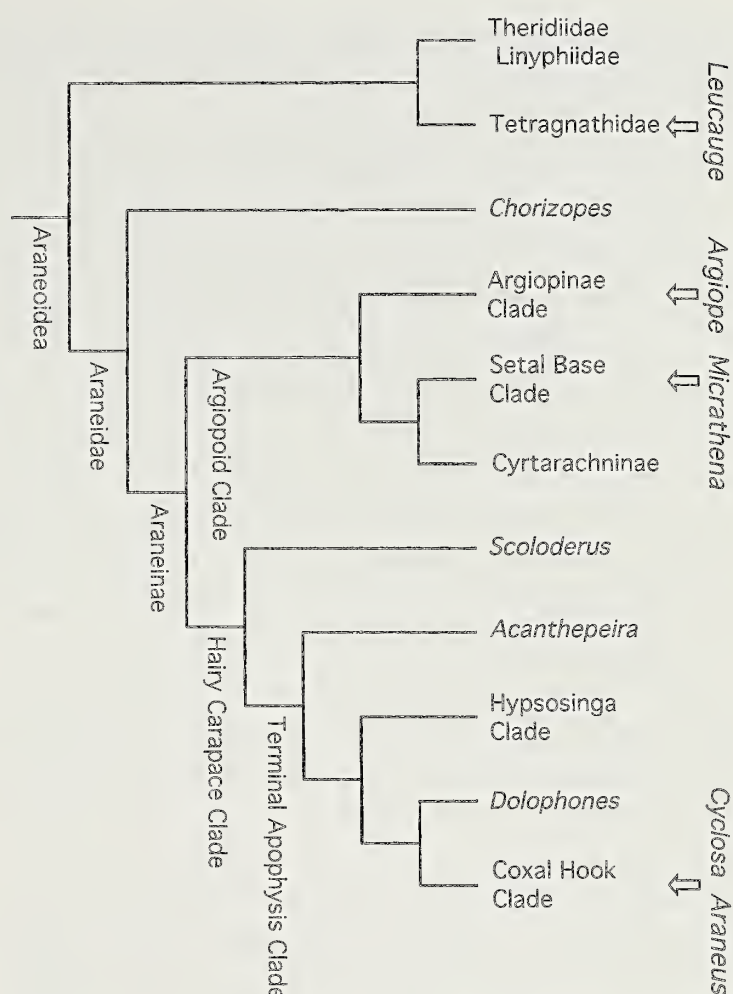 Theridiidae
Linyphiidae
Tetragnathidae
Chorizopes
Argiopinae
Clade
Setal Base
Clade
Cyrtarachninae
Scoloderus
Acanthepeira
Hypsosinga
Clade
Dolophones
Coxal Hook
Clade
Leucauge
Argiope
Micrathena
Cyclosa Araneus
Araneoidea
Araneidae
Araneinae
Argiopoid Clade
Hairy Carapace Clade
Terminal Apophysis Clade